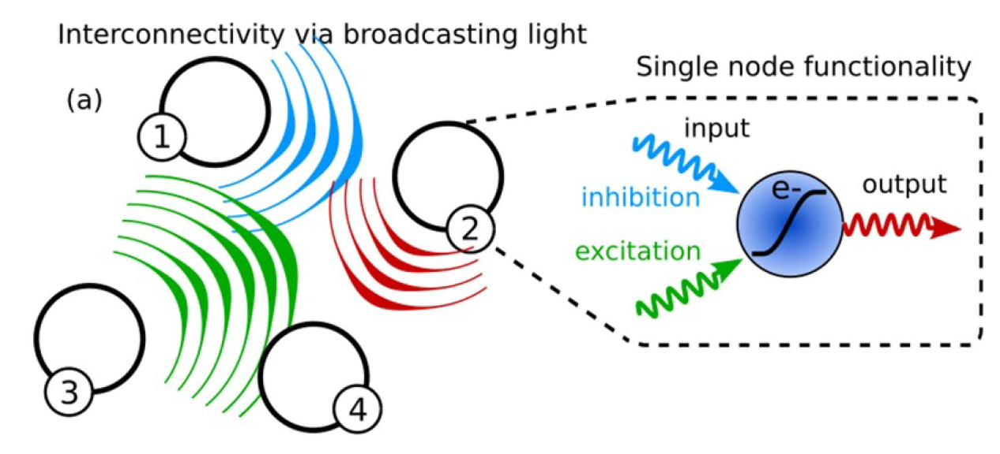 Interconnectivity via broadcasting light
Single node functionality
(a)
1
2
3
4
input
inhibition
excitation
e-
output